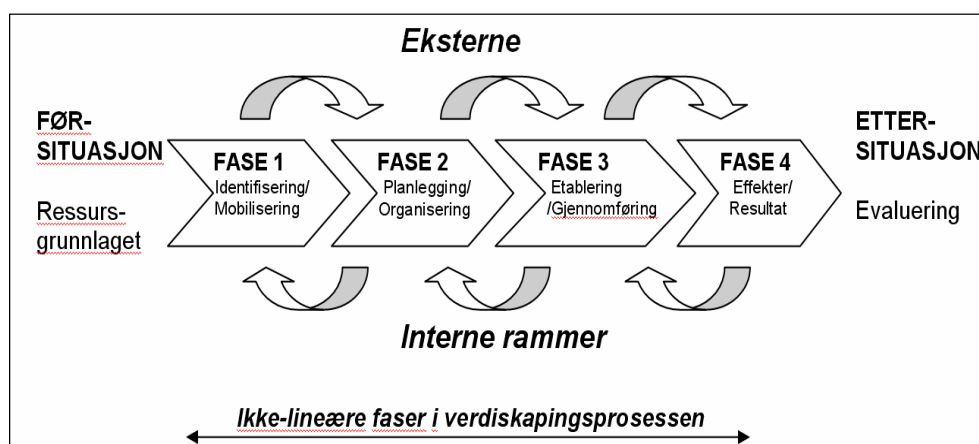 Eksterne
FØR-
SITUASJON
Ressurs-
grunnlaget
FASE 1
Identifisering/
Mobilisering
FASE 2
Planlegging/
Organisering
FASE 3
Etablering
/Gjennomføring
FASE 4
Effekter/
Resultat
ETTER-
SITUASJON
Evaluering
Interne rammer
Ikke-lineære faser i verdiskapingsprosessen